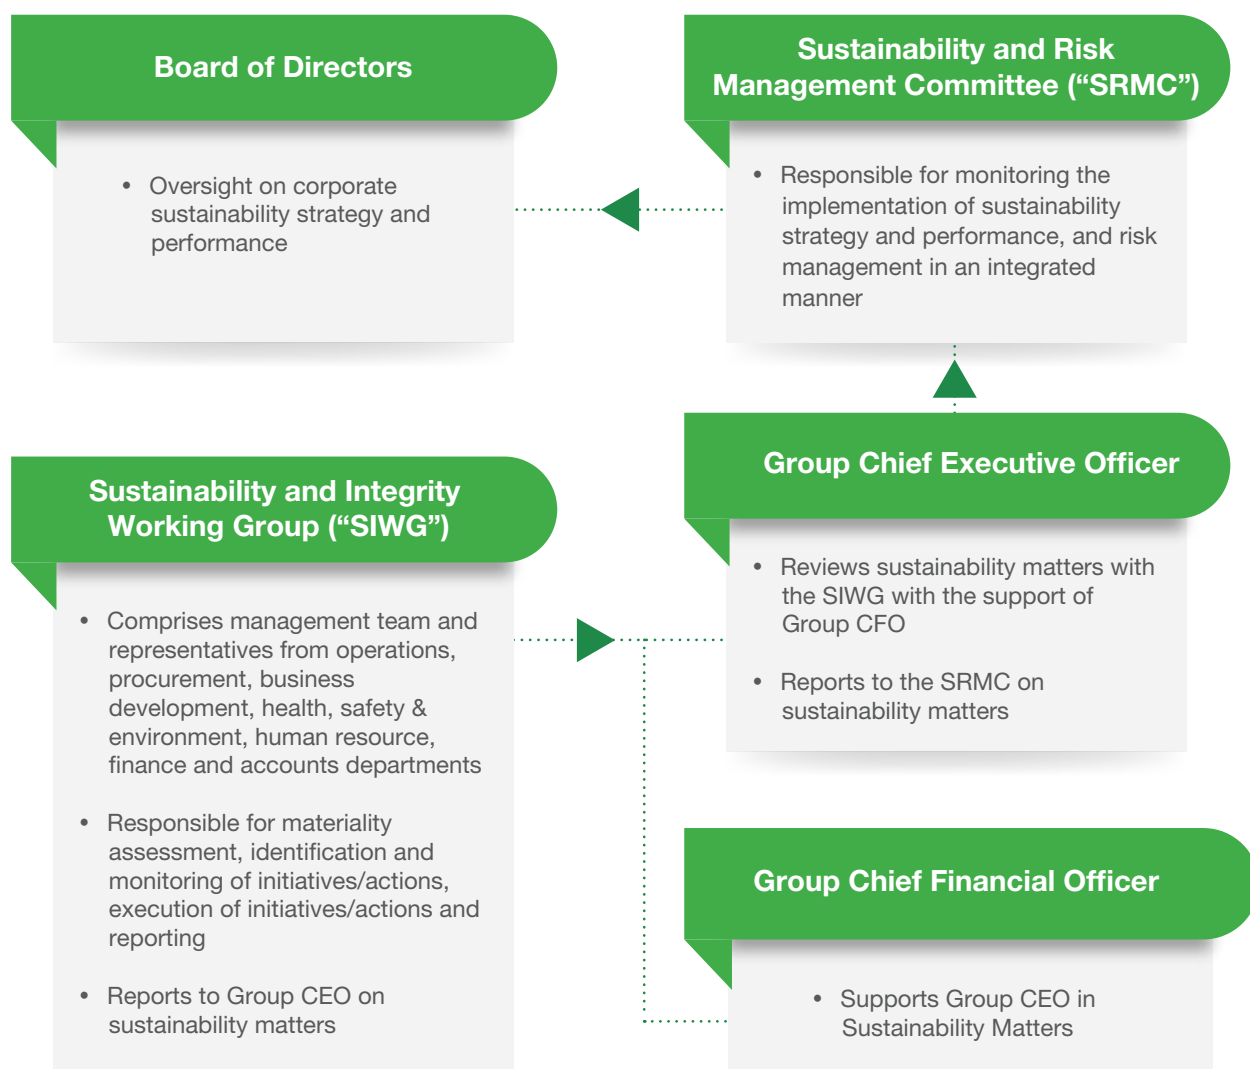 Board of Directors
• Oversight on corporate
sustainability strategy and
performance
Sustainability and Risk
Management Committee (“SRMC”)
• Responsible for monitoring the
implementation of sustainability
strategy and performance, and risk
management in an integrated
manner
Sustainability and Integrity
Working Group (“SIWG”)
• Comprises management team and
representatives from operations,
procurement, business
development, health, safety &
environment, human resource,
finance and accounts departments
• Responsible for materiality
assessment, identification and
monitoring of initiatives/actions,
execution of initiatives/actions and
reporting
• Reports to Group CEO on
sustainability matters
Group Chief Executive Officer
• Reviews sustainability matters with
the SIWG with the support of
Group CFO
• Reports to the SRMC on
sustainability matters
Group Chief Financial Officer
• Supports Group CEO in
Sustainability Matters